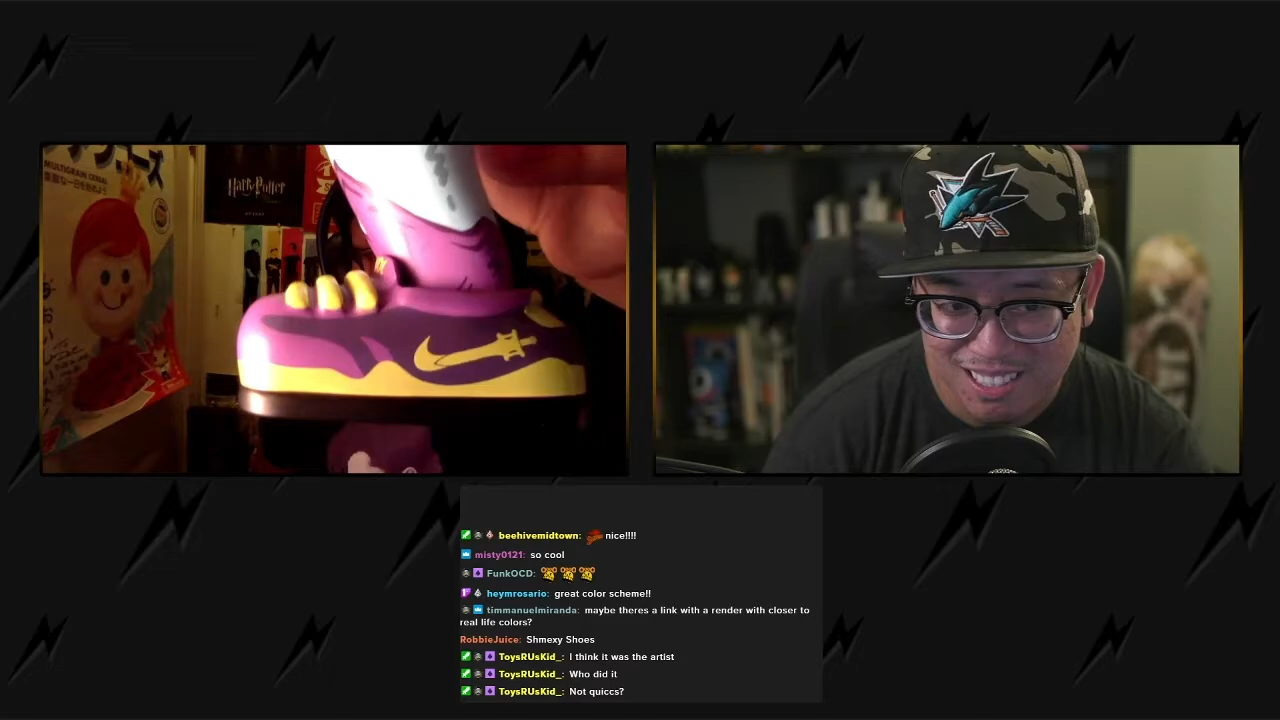 MULTIGRAIN CEREAL
Harry Potter
beehivemidtown: nice!!!!
misty0121: so cool
FunkOCD:
heymrosario: great color scheme!!
timmanuelmiranda: maybe theres a link with a render with closer to
real life colors?
RobbieJuice: Shmexy Shoes
ToysRUsKid_: I think it was the artist
ToysRUsKid_: Who did it
ToysRUsKid_: Not quiccs?